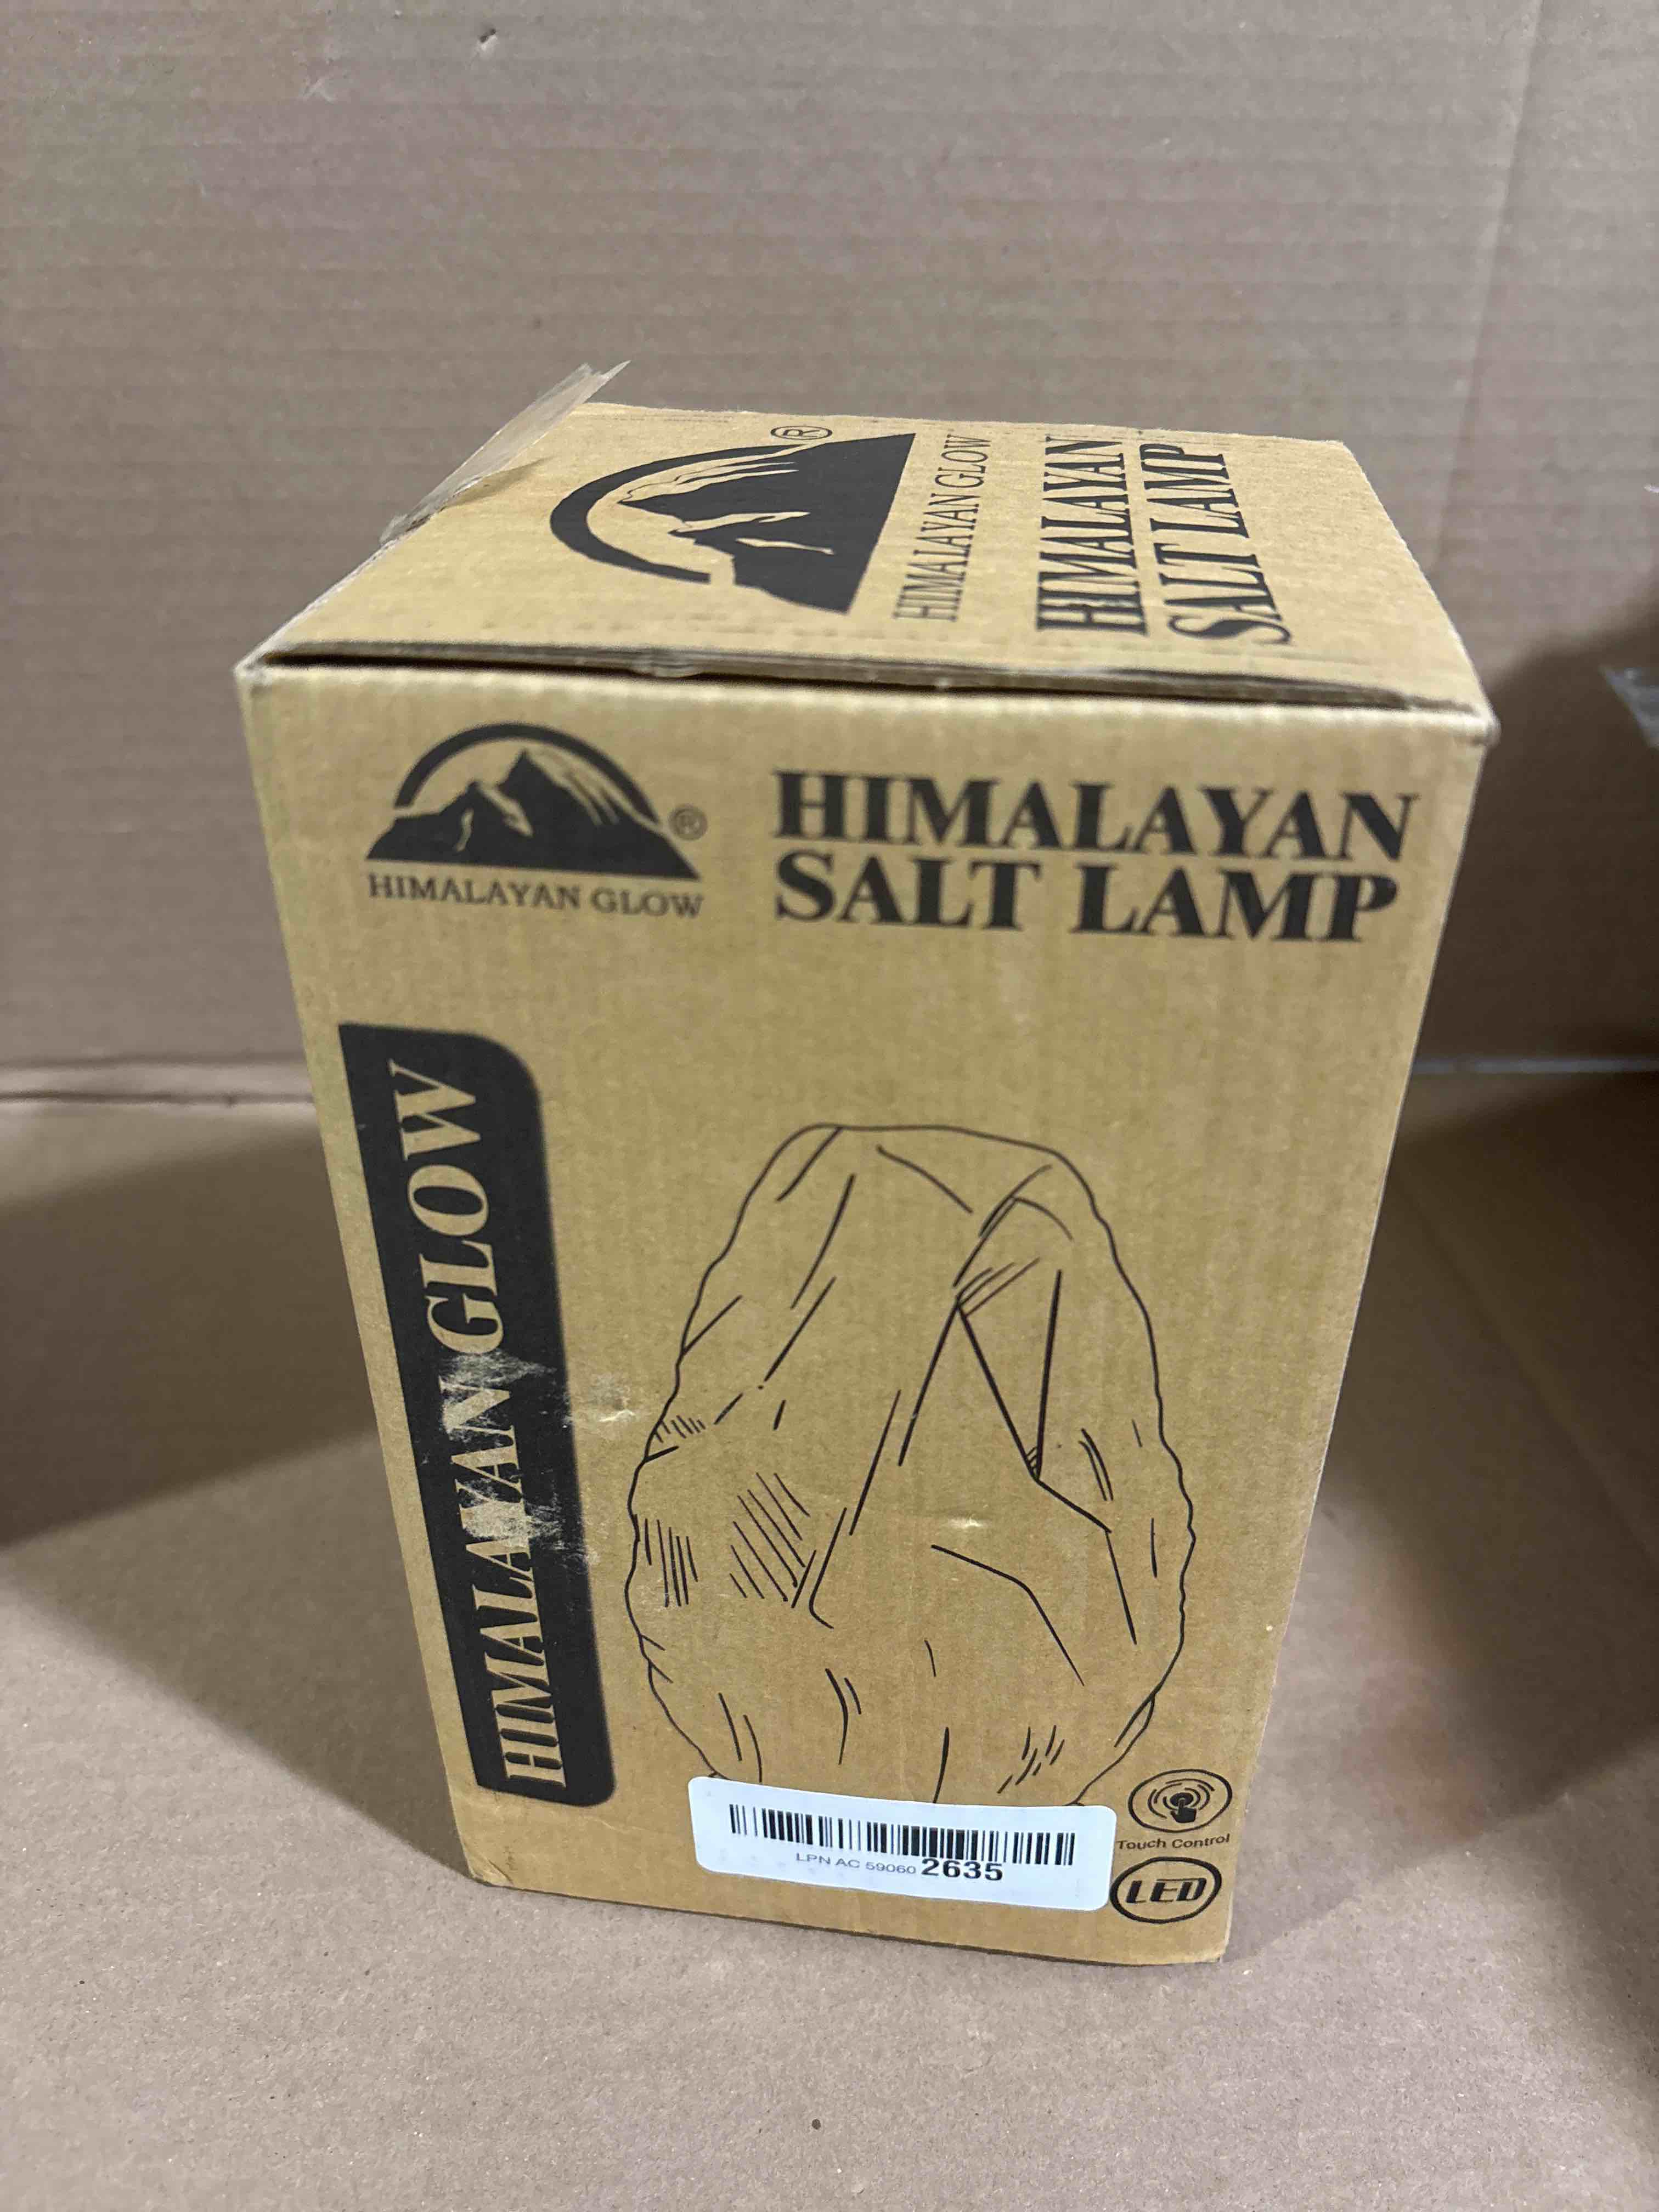 ®
HIMALAYAN GLOW
HIMALAYAN
SALT LAMP
®
HIMALAYAN GLOW
HIMALAYAN
SALT LAMP
HIMALAYAN GLOW
Touch Control
LED
LPN AC 59060 2635